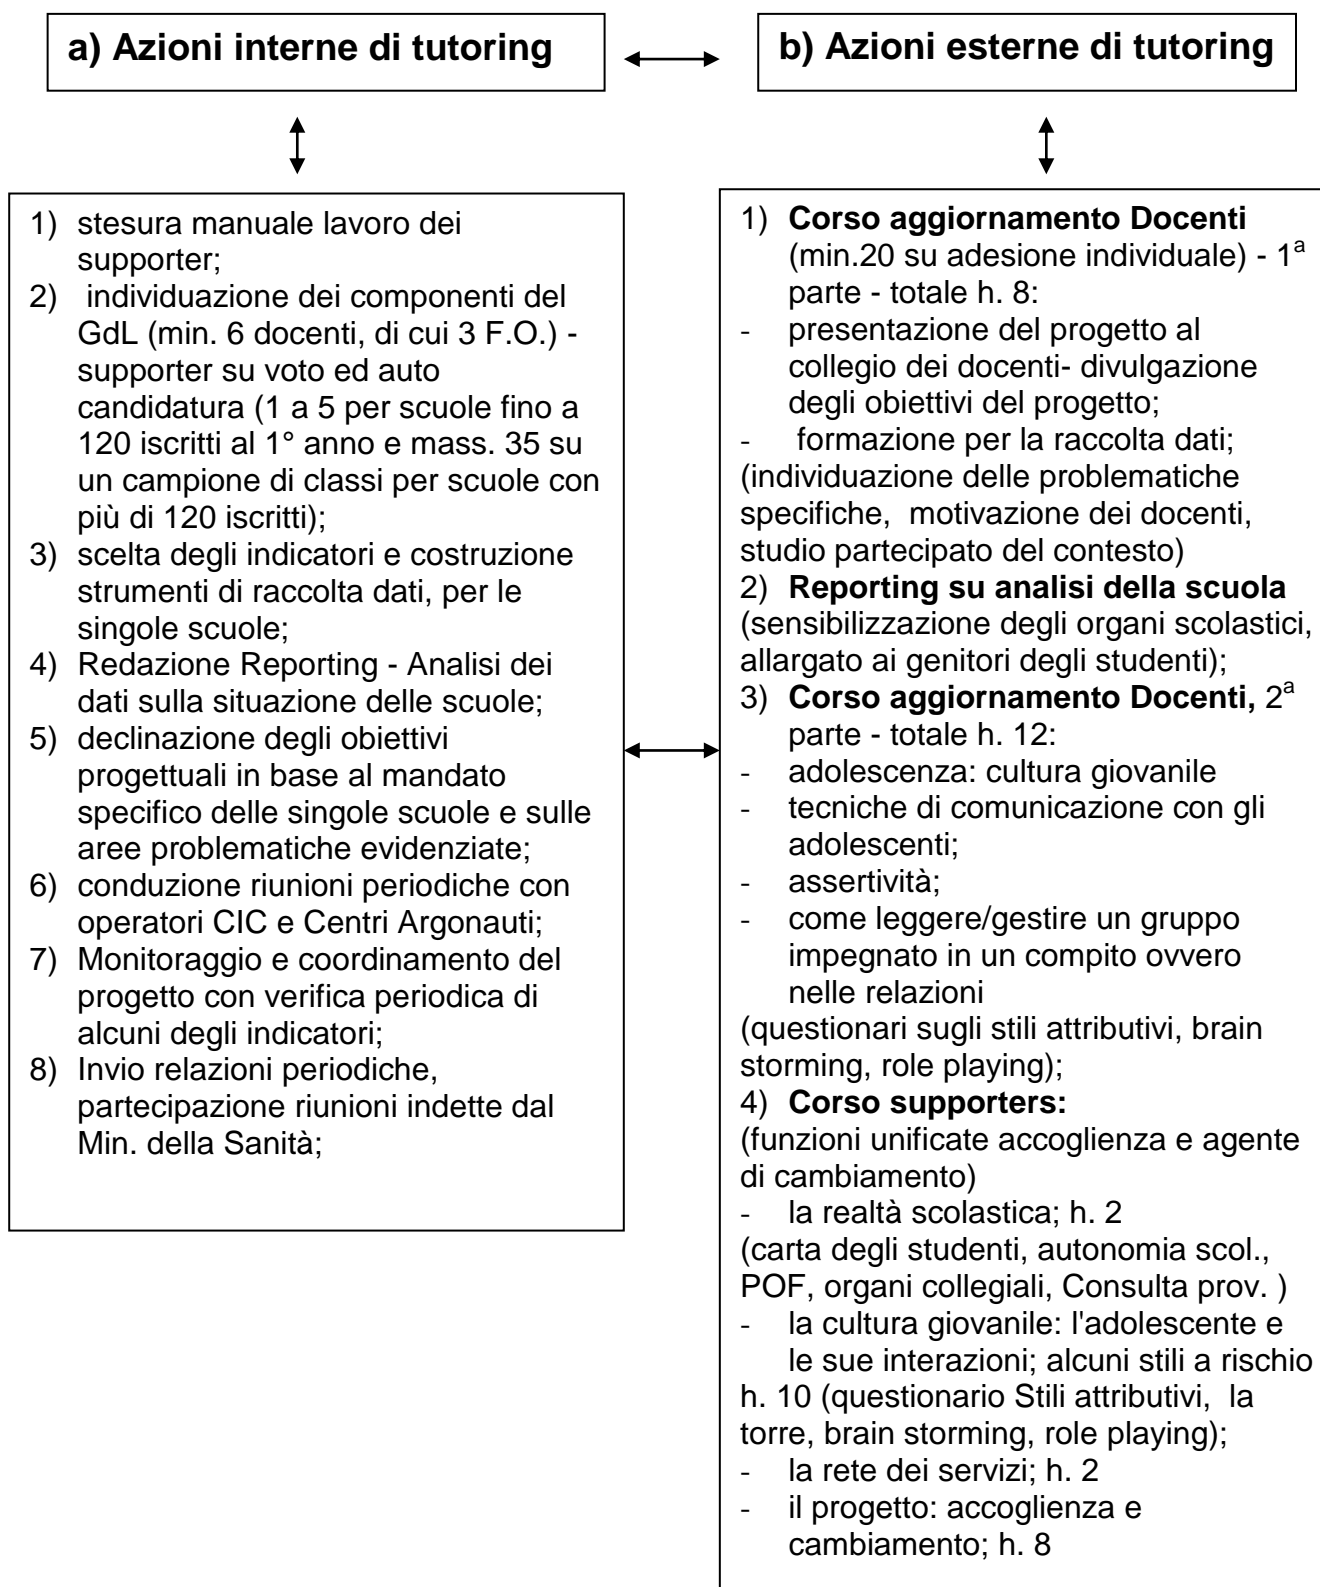 a) Azioni interne di tutoring
b) Azioni esterne di tutoring
1) stesura manuale lavoro dei
supporter;
2) individuazione dei componenti del
GdL (min. 6 docenti, di cui 3 F.O.) -
supporter su voto ed auto
candidatura (1 a 5 per scuole fino a
120 iscritti al 1° anno e mass. 35 su
un campione di classi per scuole con
più di 120 iscritti);
3) scelta degli indicatori e costruzione
strumenti di raccolta dati, per le
singole scuole;
4) Redazione Reporting - Analisi dei
dati sulla situazione delle scuole;
5) declinazione degli obiettivi
progettuali in base al mandato
specifico delle singole scuole e sulle
aree problematiche evidenziate;
6) conduzione riunioni periodiche con
operatori CIC e Centri Argonauti;
7) Monitoraggio e coordinamento del
progetto con verifica periodica di
alcuni degli indicatori;
8) Invio relazioni periodiche,
partecipazione riunioni indette dal
Min. della Sanità;
1) Corso aggiornamento Docenti
(min.20 su adesione individuale) - 1ª
parte - totale h. 8:
- presentazione del progetto al
collegio dei docenti- divulgazione
degli obiettivi del progetto;
- formazione per la raccolta dati;
(individuazione delle problematiche
specifiche, motivazione dei docenti,
studio partecipato del contesto)
2) Reporting su analisi della scuola
(sensibilizzazione degli organi scolastici,
allargato ai genitori degli studenti);
3) Corso aggiornamento Docenti, 2ª
parte - totale h. 12:
- adolescenza: cultura giovanile
- tecniche di comunicazione con gli
adolescenti;
- assertività;
- come leggere/gestire un gruppo
impegnato in un compito ovvero
nelle relazioni
(questionari sugli stili attributivi, brain
storming, role playing);
4) Corso supporters:
(funzioni unificate accoglienza e agente
di cambiamento)
- la realtà scolastica; h. 2
(carta degli studenti, autonomia scol.,
POF, organi collegiali, Consulta prov. )
- la cultura giovanile: l'adolescente e
le sue interazioni; alcuni stili a rischio
h. 10 (questionario Stili attributivi, la
torre, brain storming, role playing);
- la rete dei servizi; h. 2
- il progetto: accoglienza e
cambiamento; h. 8